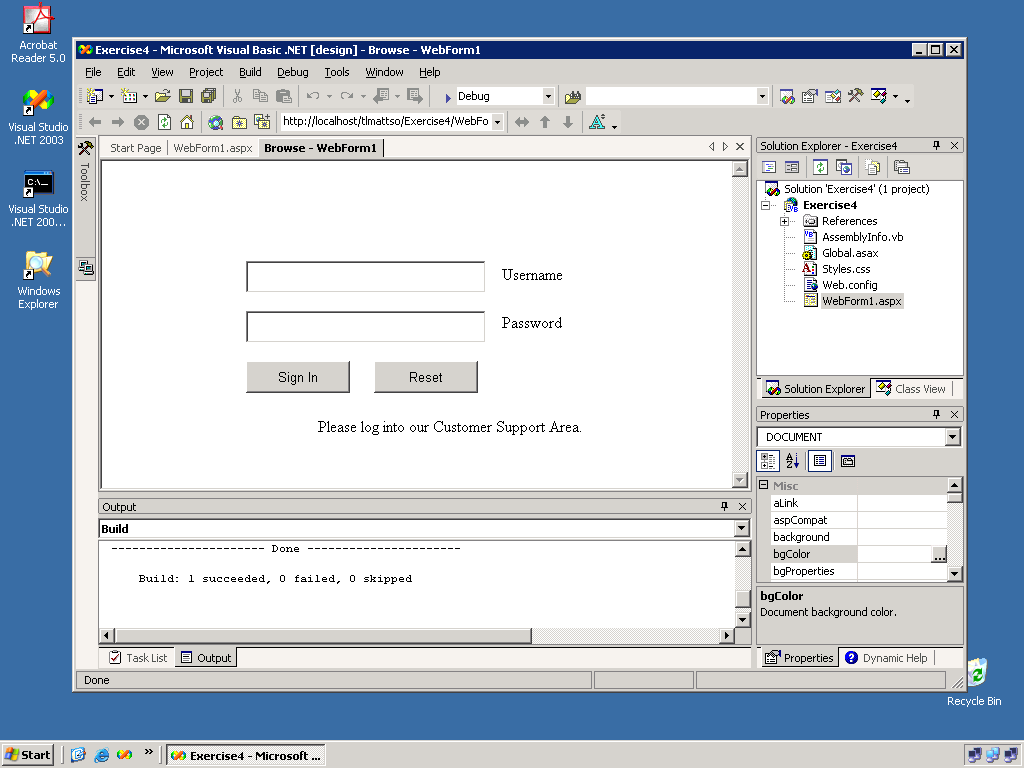 Acrobat
Reader 5.0
Visual Studio
.NET 2003
Visual Studio
.NET 200...
Windows
Explorer
Exercise4 - Microsoft Visual Basic .NET [design] - Browse - WebForm1
File Edit View Project Build Debug Tools Window Help
Debug
http://localhost/tlmattso/Exercise4/WebFo
Toolbox
Start Page WebForm1.aspx Browse - WebForm1
Username
Password
Sign In Reset
Please log into our Customer Support Area.
Output
Build
---------------------- Done ----------------------
Build: 1 succeeded, 0 failed, 0 skipped
Task List Output
Done
Solution Explorer - Exercise4
Solution 'Exercise4' (1 project)
Exercise4
References
AssemblyInfo.vb
Global.asax
Styles.css
Web.config
WebForm1.aspx
Solution Explorer Class View
Properties
DOCUMENT
Misc
aLink
aspCompat
background
bgColor ...
bgProperties
bgColor
Document background color.
Properties Dynamic Help
Recycle Bin
Start » Exercise4 - Microsoft ...